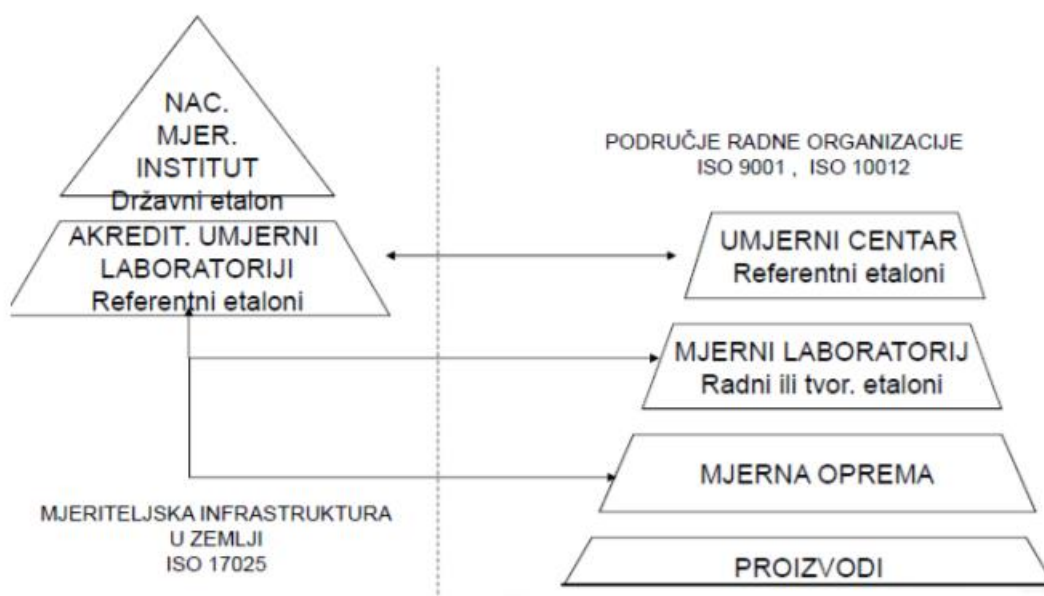 NAC.
MJER.
INSTITUT
Državni etalon
AKREDIT. UMJERNI
LABORATORIJI
Referentni etaloni
MJERITELJSKA INFRASTRUKTURA
U ZEMLJI
ISO 17025
PODRUČJE RADNE ORGANIZACIJE
ISO 9001 , ISO 10012
UMJERNI CENTAR
Referentni etaloni
MJERNI LABORATORIJ
Radni ili tvor. etaloni
MJERNA OPREMA
PROIZVODI